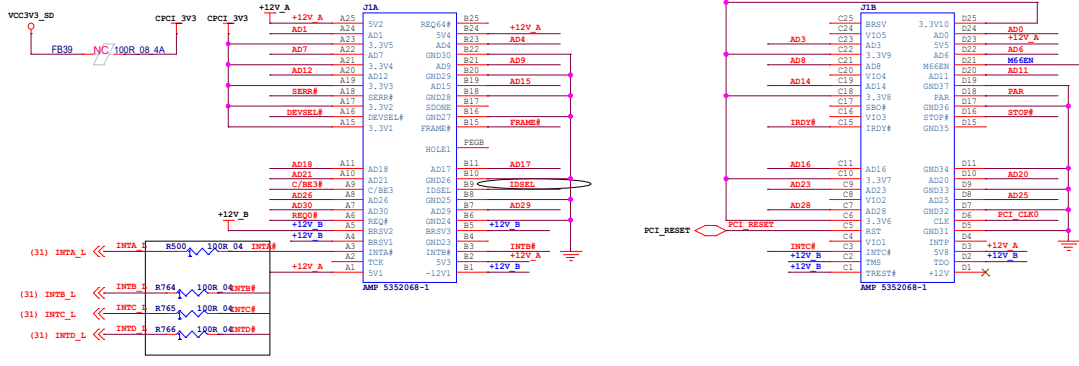 VCC3V3_SD
CPCI_3V3
CPCI_3V3
+12V_A
FB39
NC
100R_08_4A
J1A
+12V_A A25 5V2 REQ64# B25
AD1 A24 AD1 5V4 B24 +12V_A
A23 3.3V5 AD4 B23 AD4
AD7 A22 AD7 GND30 B22
A21 3.3V4 AD9 B21 AD9
AD12 A20 AD12 GND29 B20
A19 3.3V3 AD15 B19 AD15
SERR# A18 SERR# GND28 B18
A17 3.3V2 SDONE B17
DEVSEL# A16 DEVSEL# GND27 B16
A15 3.3V1 FRAME# B15 FRAME#
HOLE1 PEGB
AD18 A11 AD18 AD17 B11 AD17
AD21 A10 AD21 GND26 B10
C/BE3# A9 C/BE3 IDSEL B9 IDSEL
AD26 A8 AD26 GND25 B8
AD30 A7 AD30 AD29 B7 AD29
REQ0# A6 REQ# GND24 B6
+12V_B
+12V_B A5 BRSV2 BRSV3 B5 +12V_B
+12V_B A4 BRSV1 GND23 B4
A3 INTA# INTB# B3 INTB#
A2 TCK 5V3 B2 +12V_A
+12V_A A1 5V1 -12V1 B1 +12V_B
AMP 5352068-1
(31) INTA_L INTA_L R500 100R_04 INTA#
(31) INTB_L INTB_L R764 100R_04 INTB#
(31) INTC_L INTC_L R765 100R_04 INTC#
(31) INTD_L INTD_L R766 100R_04 INTD#
J1B
C25 BRSV 3.3V10 D25
C24 VIO5 AD0 D24 AD0
AD3 C23 AD3 5V5 D23 +12V_A
C22 3.3V9 AD6 D22 AD6
AD8 C21 AD8 M66EN D21 M66EN
C20 VIO4 AD11 D20 AD11
AD14 C19 AD14 GND37 D19
C18 3.3V8 PAR D18 PAR
C17 SBO# GND36 D17
C16 VIO3 STOP# D16 STOP#
IRDY# C15 IRDY# GND35 D15
AD16 C11 AD16 GND34 D11
C10 3.3V7 AD20 D10 AD20
AD23 C9 AD23 GND33 D9
C8 VIO2 AD25 D8 AD25
AD28 C7 AD28 GND32 D7
C6 3.3V6 CLK D6 PCI_CLK0
PCI_RESET PCI_RESET C5 RST GND31 D5
C4 VIO1 INTP D4
INTC# C3 INTC# 5V8 D3 +12V_A
+12V_B C2 TMS TDO D2 +12V_B
+12V_B C1 TREST# +12V D1
AMP 5352068-1